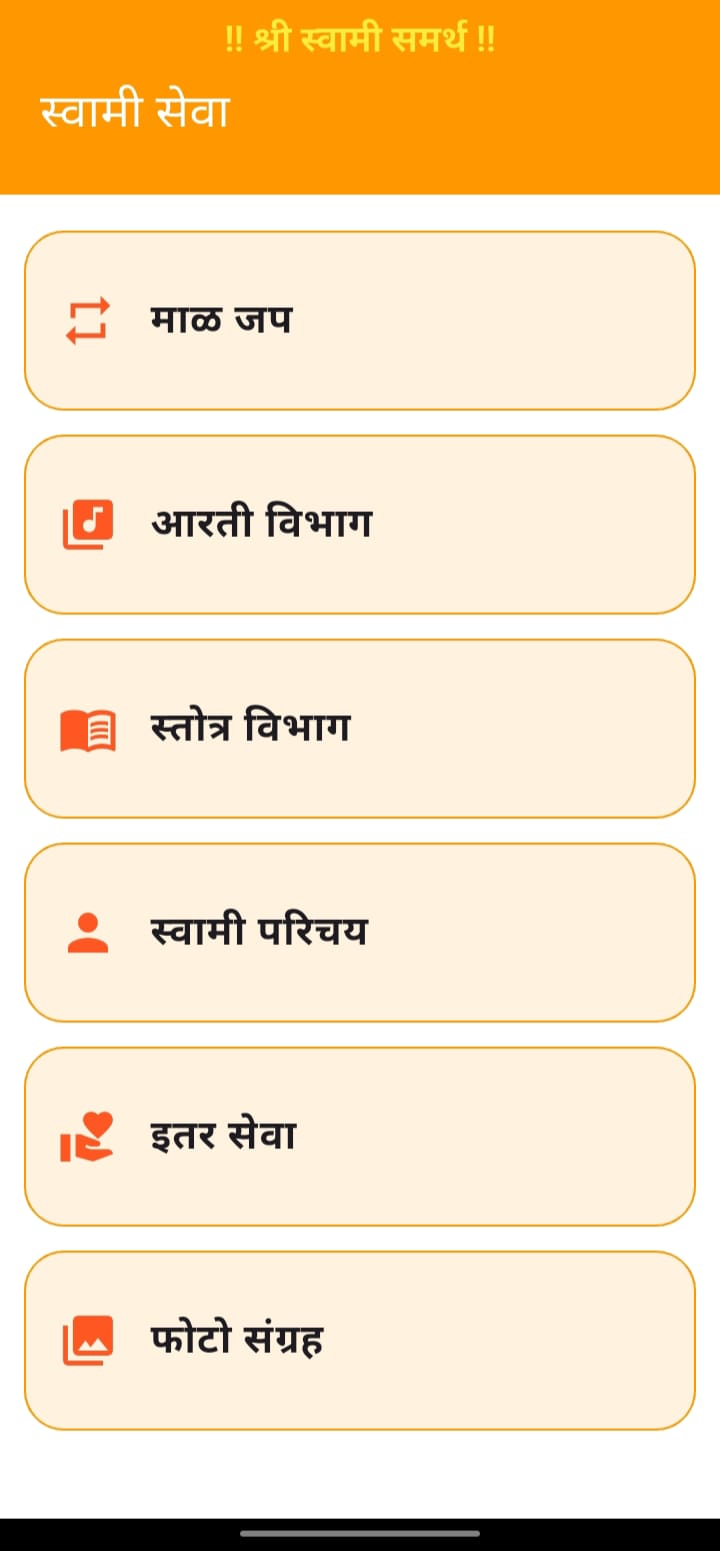 !! श्री स्वामी समर्थ !!
स्वामी सेवा
माळ जप
आरती विभाग
स्तोत्र विभाग
स्वामी परिचय
इतर सेवा
फोटो संग्रह